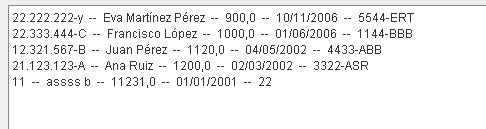 22.222.222-y -- Eva Martínez Pérez -- 900,0 -- 10/11/2006 -- 5544-ERT
22.333.444-C -- Francisco López -- 1000,0 -- 01/06/2006 -- 1144-BBB
12.321.567-B -- Juan Pérez -- 1120,0 -- 04/05/2002 -- 4433-ABB
21.123.123-A -- Ana Ruiz -- 1200,0 -- 02/03/2002 -- 3322-ASR
11 -- assss b -- 11231,0 -- 01/01/2001 -- 22